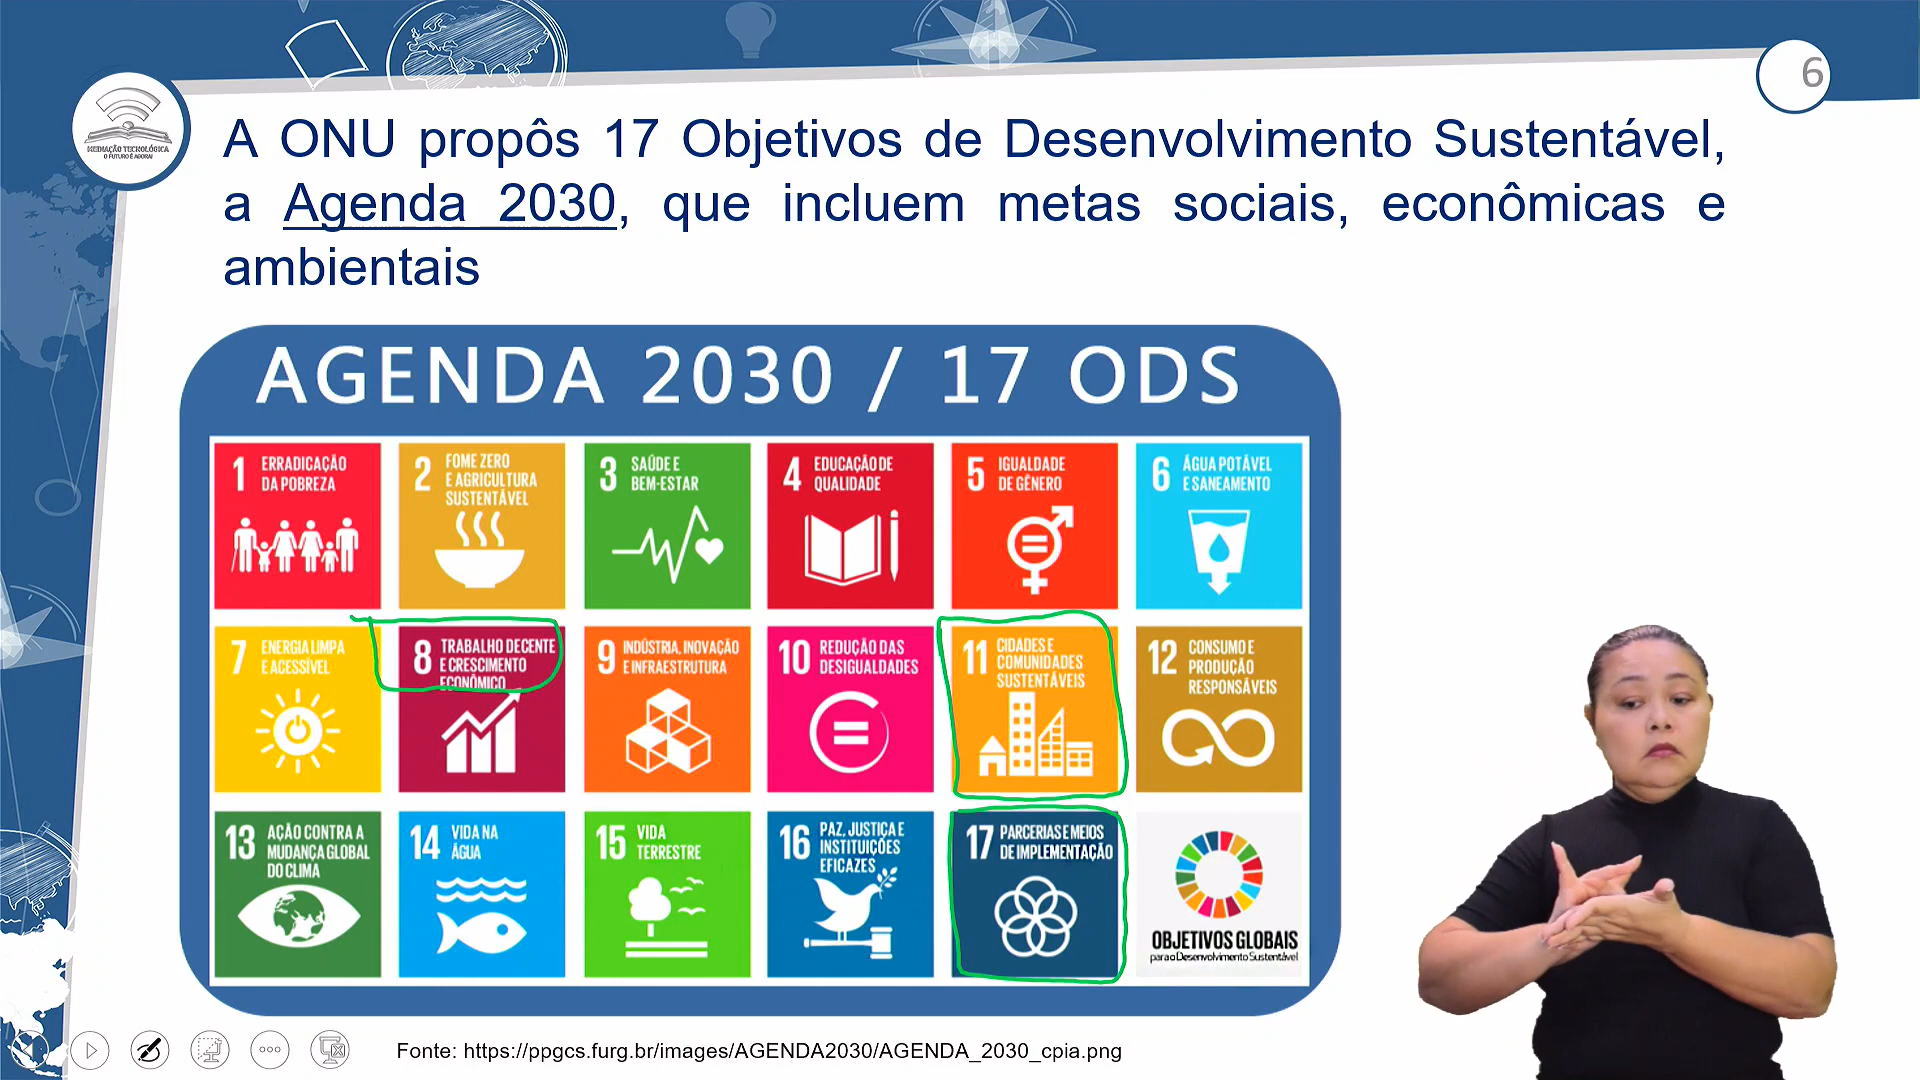 6
MEDIAÇÃO TECNOLÓGICA
O FUTURO É AGORA!
A ONU propôs 17 Objetivos de Desenvolvimento Sustentável,
a Agenda 2030, que incluem metas sociais, econômicas e
ambientais
AGENDA 2030 / 17 ODS
1 ERRADICAÇÃO
DA POBREZA
2 FOME ZERO
E AGRICULTURA
SUSTENTÁVEL
3 SAÚDE E
BEM-ESTAR
4 EDUCAÇÃO DE
QUALIDADE
5 IGUALDADE
DE GÊNERO
6 ÁGUA POTÁVEL
E SANEAMENTO
7 ENERGIA LIMPA
E ACESSÍVEL
8 TRABALHO DECENTE
E CRESCIMENTO
ECONÔMICO
9 INDÚSTRIA, INOVAÇÃO
E INFRAESTRUTURA
10 REDUÇÃO DAS
DESIGUALDADES
11 CIDADES E
COMUNIDADES
SUSTENTÁVEIS
12 CONSUMO E
PRODUÇÃO
RESPONSÁVEIS
13 AÇÃO CONTRA A
MUDANÇA GLOBAL
DO CLIMA
14 VIDA NA
ÁGUA
15 VIDA
TERRESTRE
16 PAZ, JUSTIÇA E
INSTITUIÇÕES
EFICAZES
17 PARCERIAS E MEIOS
DE IMPLEMENTAÇÃO
OBJETIVOS GLOBAIS
para o Desenvolvimento Sustentável
Fonte: https://ppgcs.furg.br/images/AGENDA2030/AGENDA_2030_cpia.png